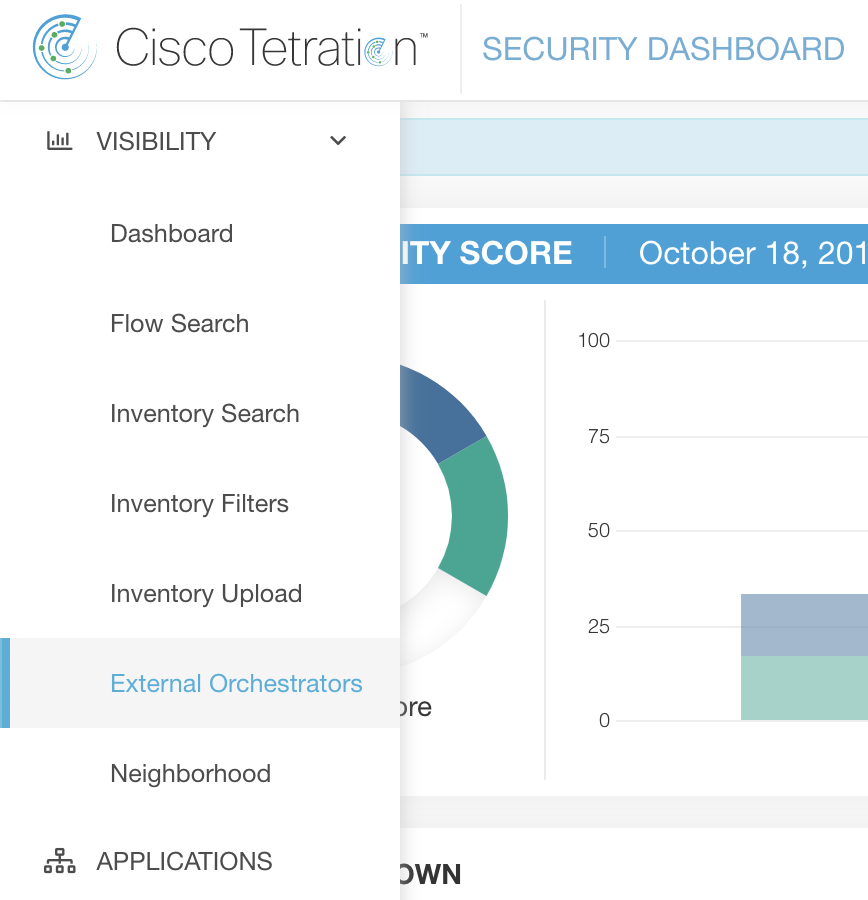 Cisco Tetration™
SECURITY DASHBOARD
VISIBILITY
Dashboard
Flow Search
Inventory Search
Inventory Filters
Inventory Upload
External Orchestrators
Neighborhood
APPLICATIONS
ITY SCORE
October 18, 201
100
75
50
25
0
ore
OWN